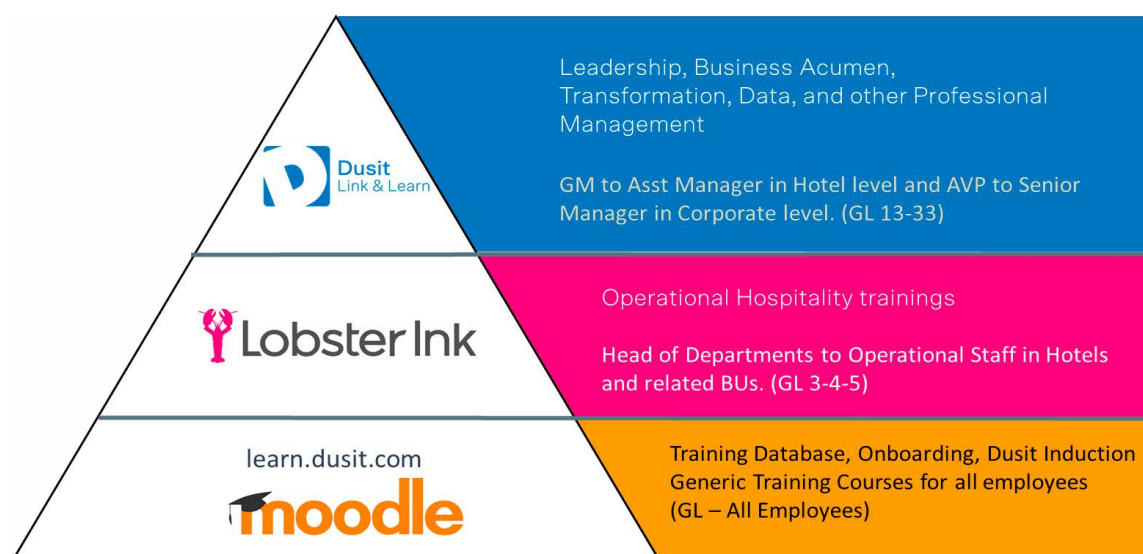 Leadership, Business Acumen,
Transformation, Data, and other Professional
Management
Dusit
Link & Learn
GM to Asst Manager in Hotel level and AVP to Senior
Manager in Corporate level. (GL 13-33)
Operational Hospitality trainings
Lobster Ink
Head of Departments to Operational Staff in Hotels
and related BUs. (GL 3-4-5)
learn.dusit.com
moodle
Training Database, Onboarding, Dusit Induction
Generic Training Courses for all employees
(GL – All Employees)